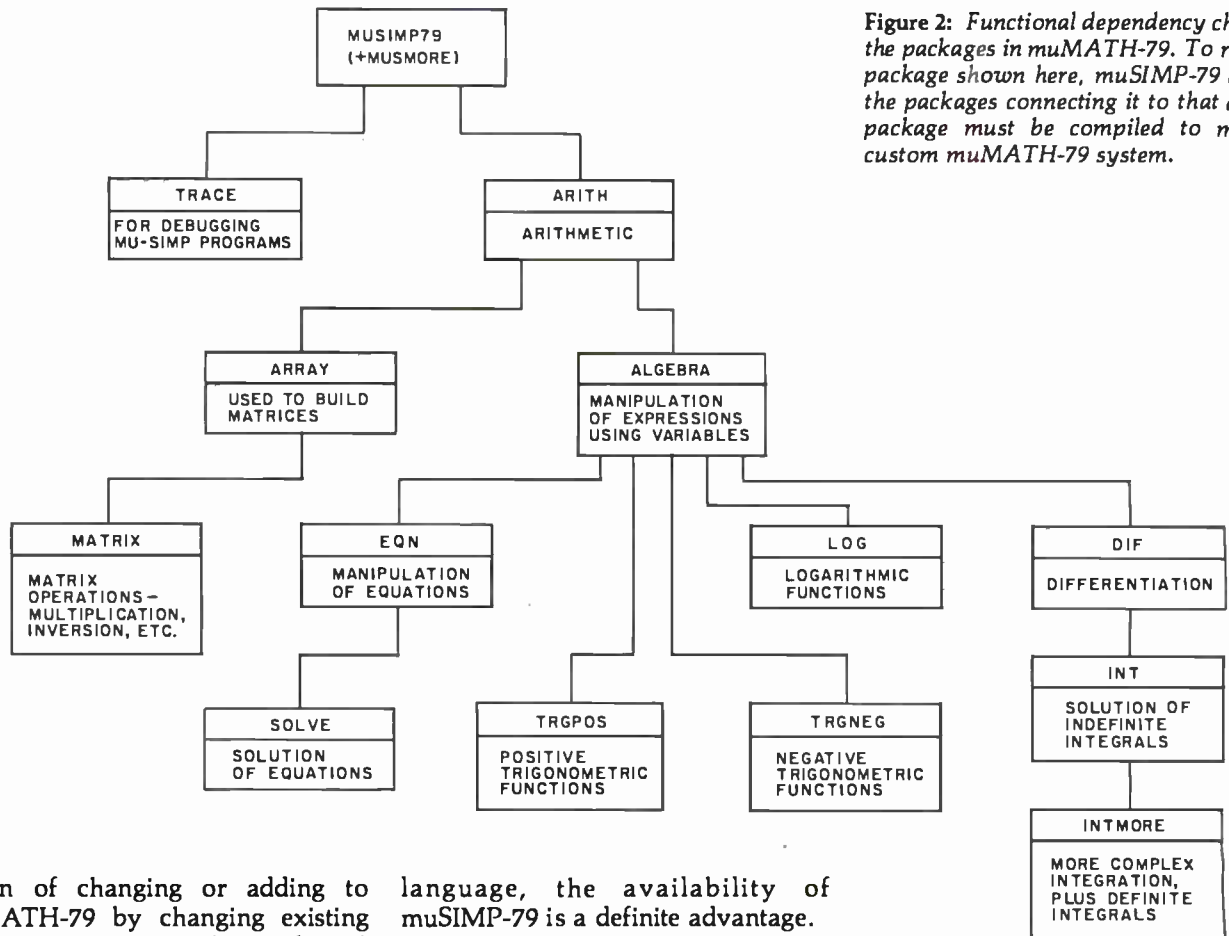 MUSIMP79
(+MUSMORE)
Figure 2: Functional dependency
the packages in muMATH-79. To
package shown here, muSIMP-79
the packages connecting it to that
package must be compiled to
custom muMATH-79 system.
TRACE
FOR DEBUGGING
MU-SIMP PROGRAMS
ARITH
ARITHMETIC
ARRAY
USED TO BUILD
MATRICES
ALGEBRA
MANIPULATION
OF EXPRESSIONS
USING VARIABLES
MATRIX
MATRIX
OPERATIONS—
MULTIPLICATION,
INVERSION, ETC.
EQN
MANIPULATION
OF EQUATIONS
LOG
LOGARITHMIC
FUNCTIONS
DIF
DIFFERENTIATION
SOLVE
SOLUTION
OF EQUATIONS
TRGPOS
POSITIVE
TRIGONOMETRIC
FUNCTIONS
TRGNEG
NEGATIVE
TRIGONOMETRIC
FUNCTIONS
INT
SOLUTION OF
INDEFINITE
INTEGRALS
INTMORE
MORE COMPLEX
INTEGRATION,
PLUS DEFINITE
INTEGRALS
of changing or adding to
ATH-79 by changing existing
language, the availability of
muSIMP-79 is a definite advantage.